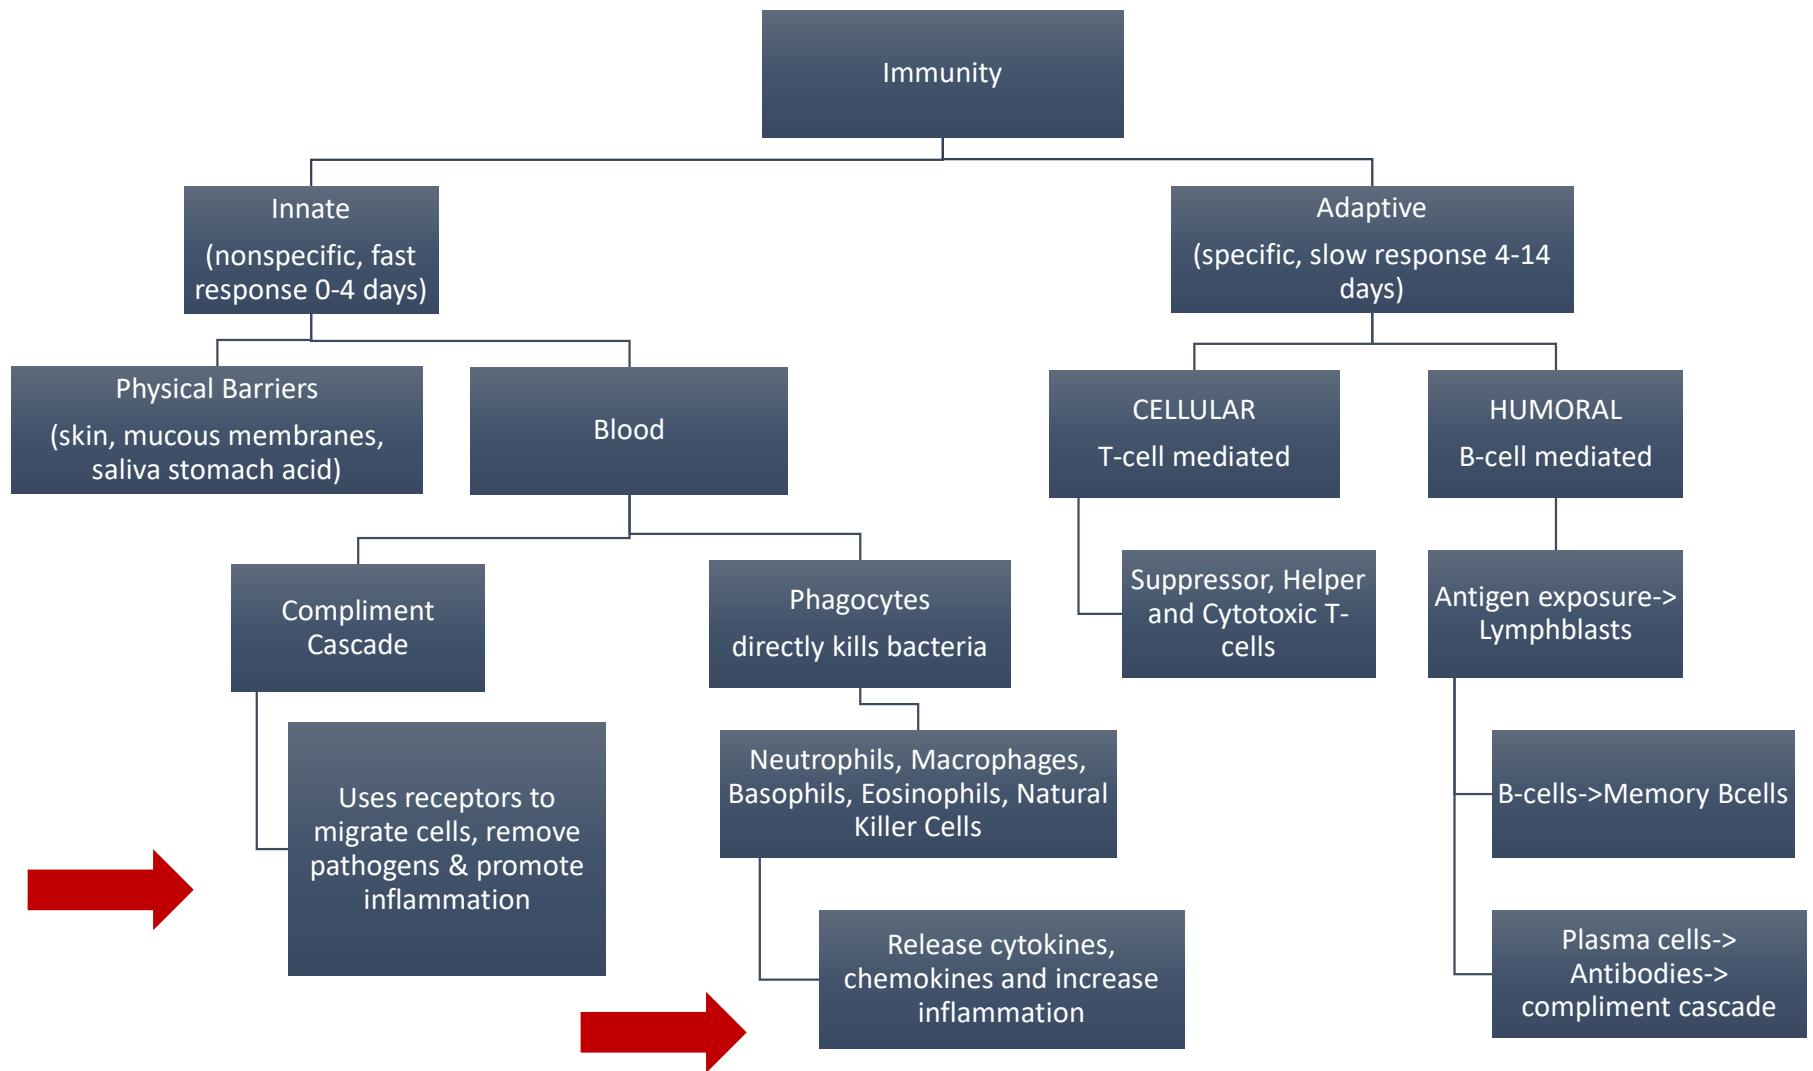 Immunity
Innate
(nonspecific, fast
response 0-4 days)
Adaptive
(specific, slow response 4-14
days)
Physical Barriers
(skin, mucous membranes,
saliva stomach acid)
Blood
CELLULAR
T-cell mediated
HUMORAL
B-cell mediated
Compliment
Cascade
Phagocytes
directly kills bacteria
Suppressor, Helper
and Cytotoxic T-
cells
Antigen exposure->
Lymphblasts
Uses receptors to
migrate cells, remove
pathogens & promote
inflammation
Neutrophils, Macrophages,
Basophils, Eosinophils, Natural
Killer Cells
B-cells->Memory Bcells
Release cytokines,
chemokines and increase
inflammation
Plasma cells->
Antibodies->
compliment cascade